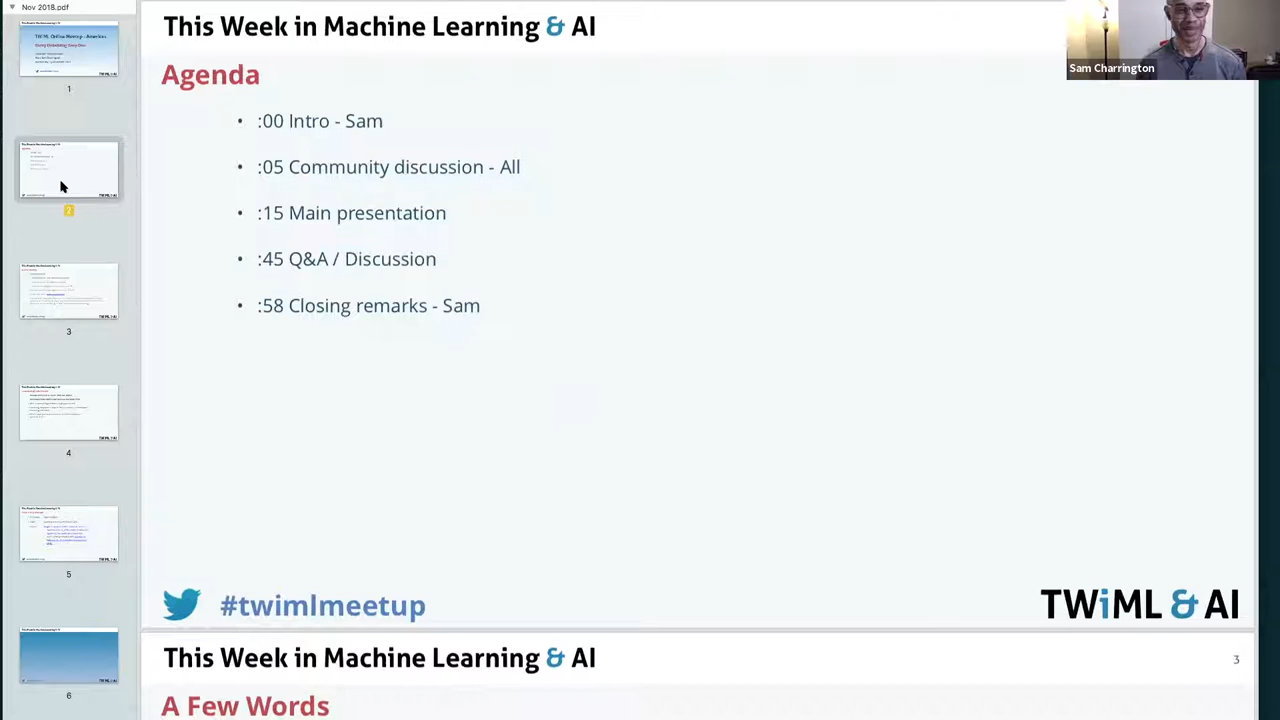 Nov 2018.pdf
1
2
3
4
5
6
This Week in Machine Learning & AI
Agenda
• :00 Intro - Sam
• :05 Community discussion - All
• :15 Main presentation
• :45 Q&A / Discussion
• :58 Closing remarks - Sam
#twimlmeetup
TWiML & AI
This Week in Machine Learning & AI
3
A Few Words
Sam Charrington